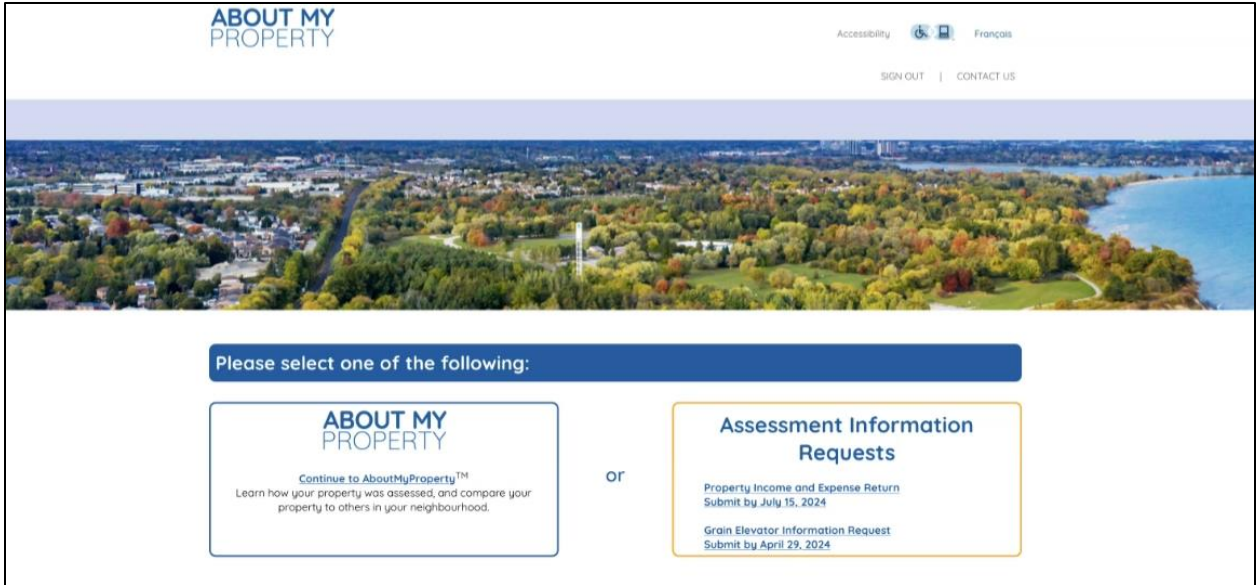 ABOUT MY
PROPERTY
Accessibility Français
SIGN OUT | CONTACT US
Please select one of the following:
ABOUT MY
PROPERTY
Continue to AboutMyProperty™
Learn how your property was assessed, and compare your
property to others in your neighbourhood.
or
Assessment Information
Requests
Property Income and Expense Return
Submit by July 15, 2024
Grain Elevator Information Request
Submit by April 29, 2024